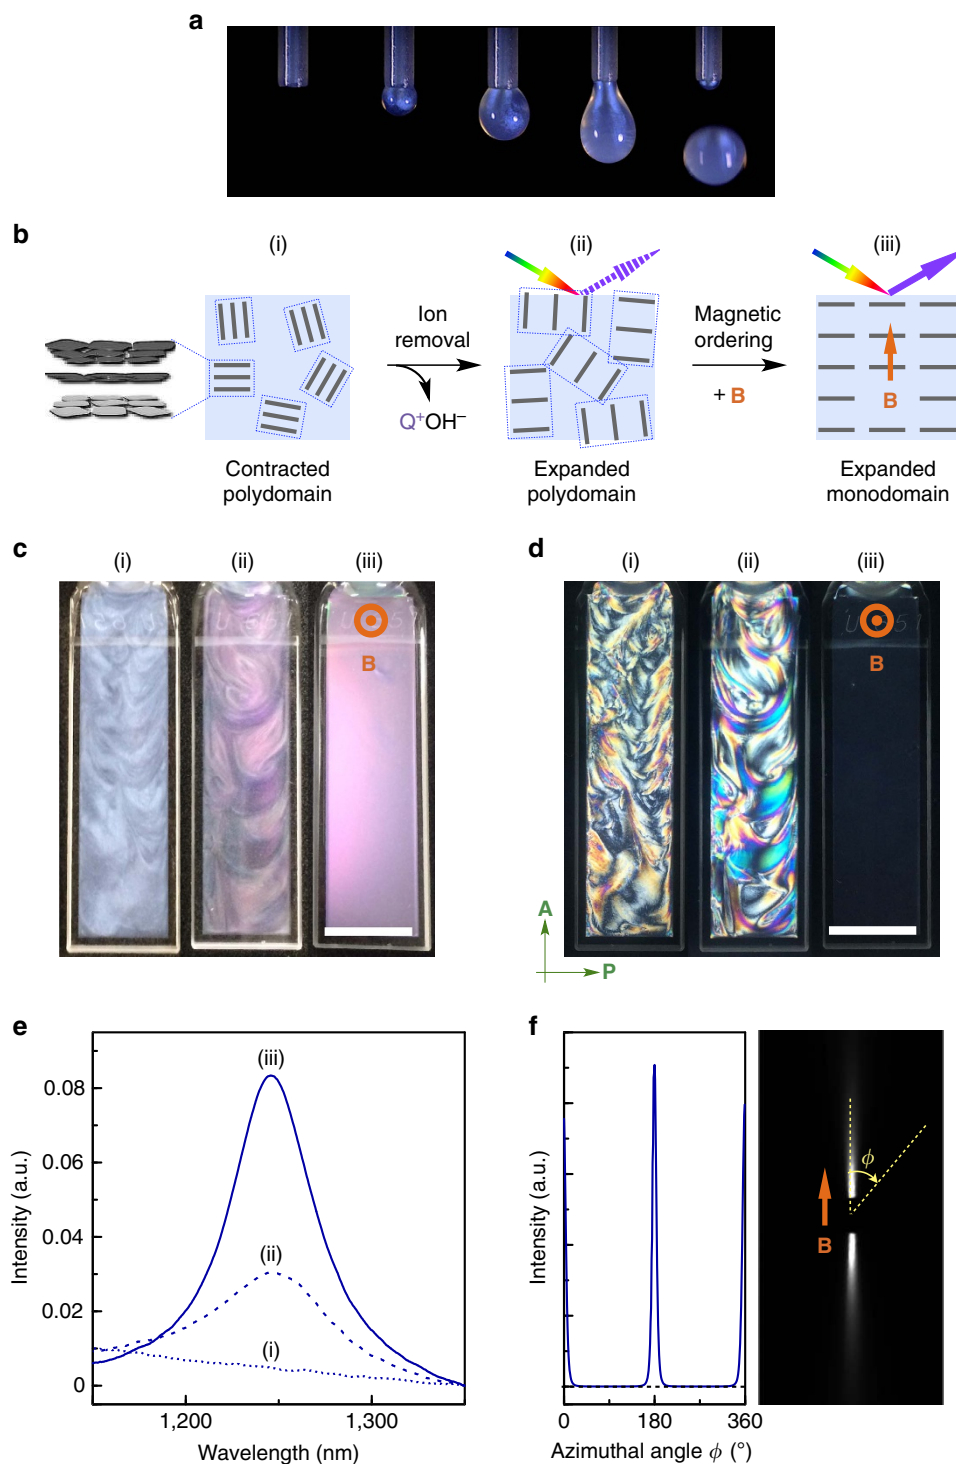 a
b
(i)
(ii)
(iii)
Ion
removal
Q⁺OH⁻
Magnetic
ordering
+ B
B
Contracted
polydomain
Expanded
polydomain
Expanded
monodomain
c
(i)
(ii)
(iii)
B
d
(i)
(ii)
(iii)
B
A
P
e
(iii)
(ii)
(i)
0.08
0.06
0.04
0.02
0
Intensity (a.u.)
1,200
1,300
Wavelength (nm)
f
Intensity (a.u.)
0
180
360
Azimuthal angle ϕ (°)
ϕ
B